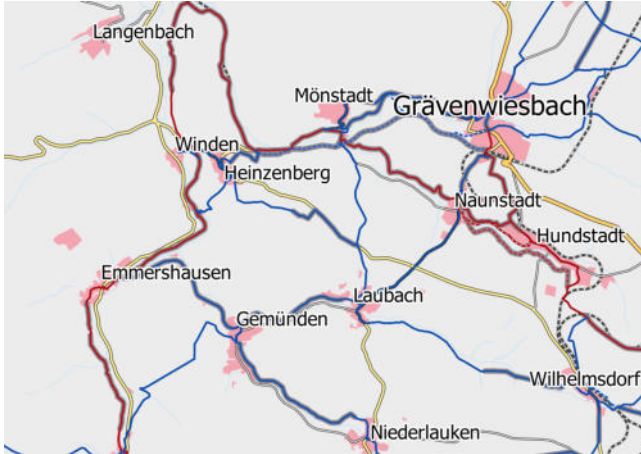 Langenbach
Mönstadt
Grävenwiesbach
Winden
Heinzenberg
Naunstadt
Hundstadt
Emmershausen
Laubach
Gemünden
Wilhelmsdorf
Niederlauken